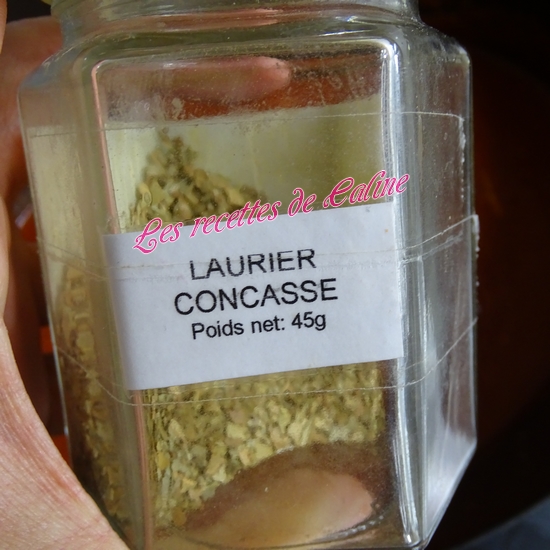 Les recettes de Caline
LAURIER
CONCASSE
Poids net: 45g